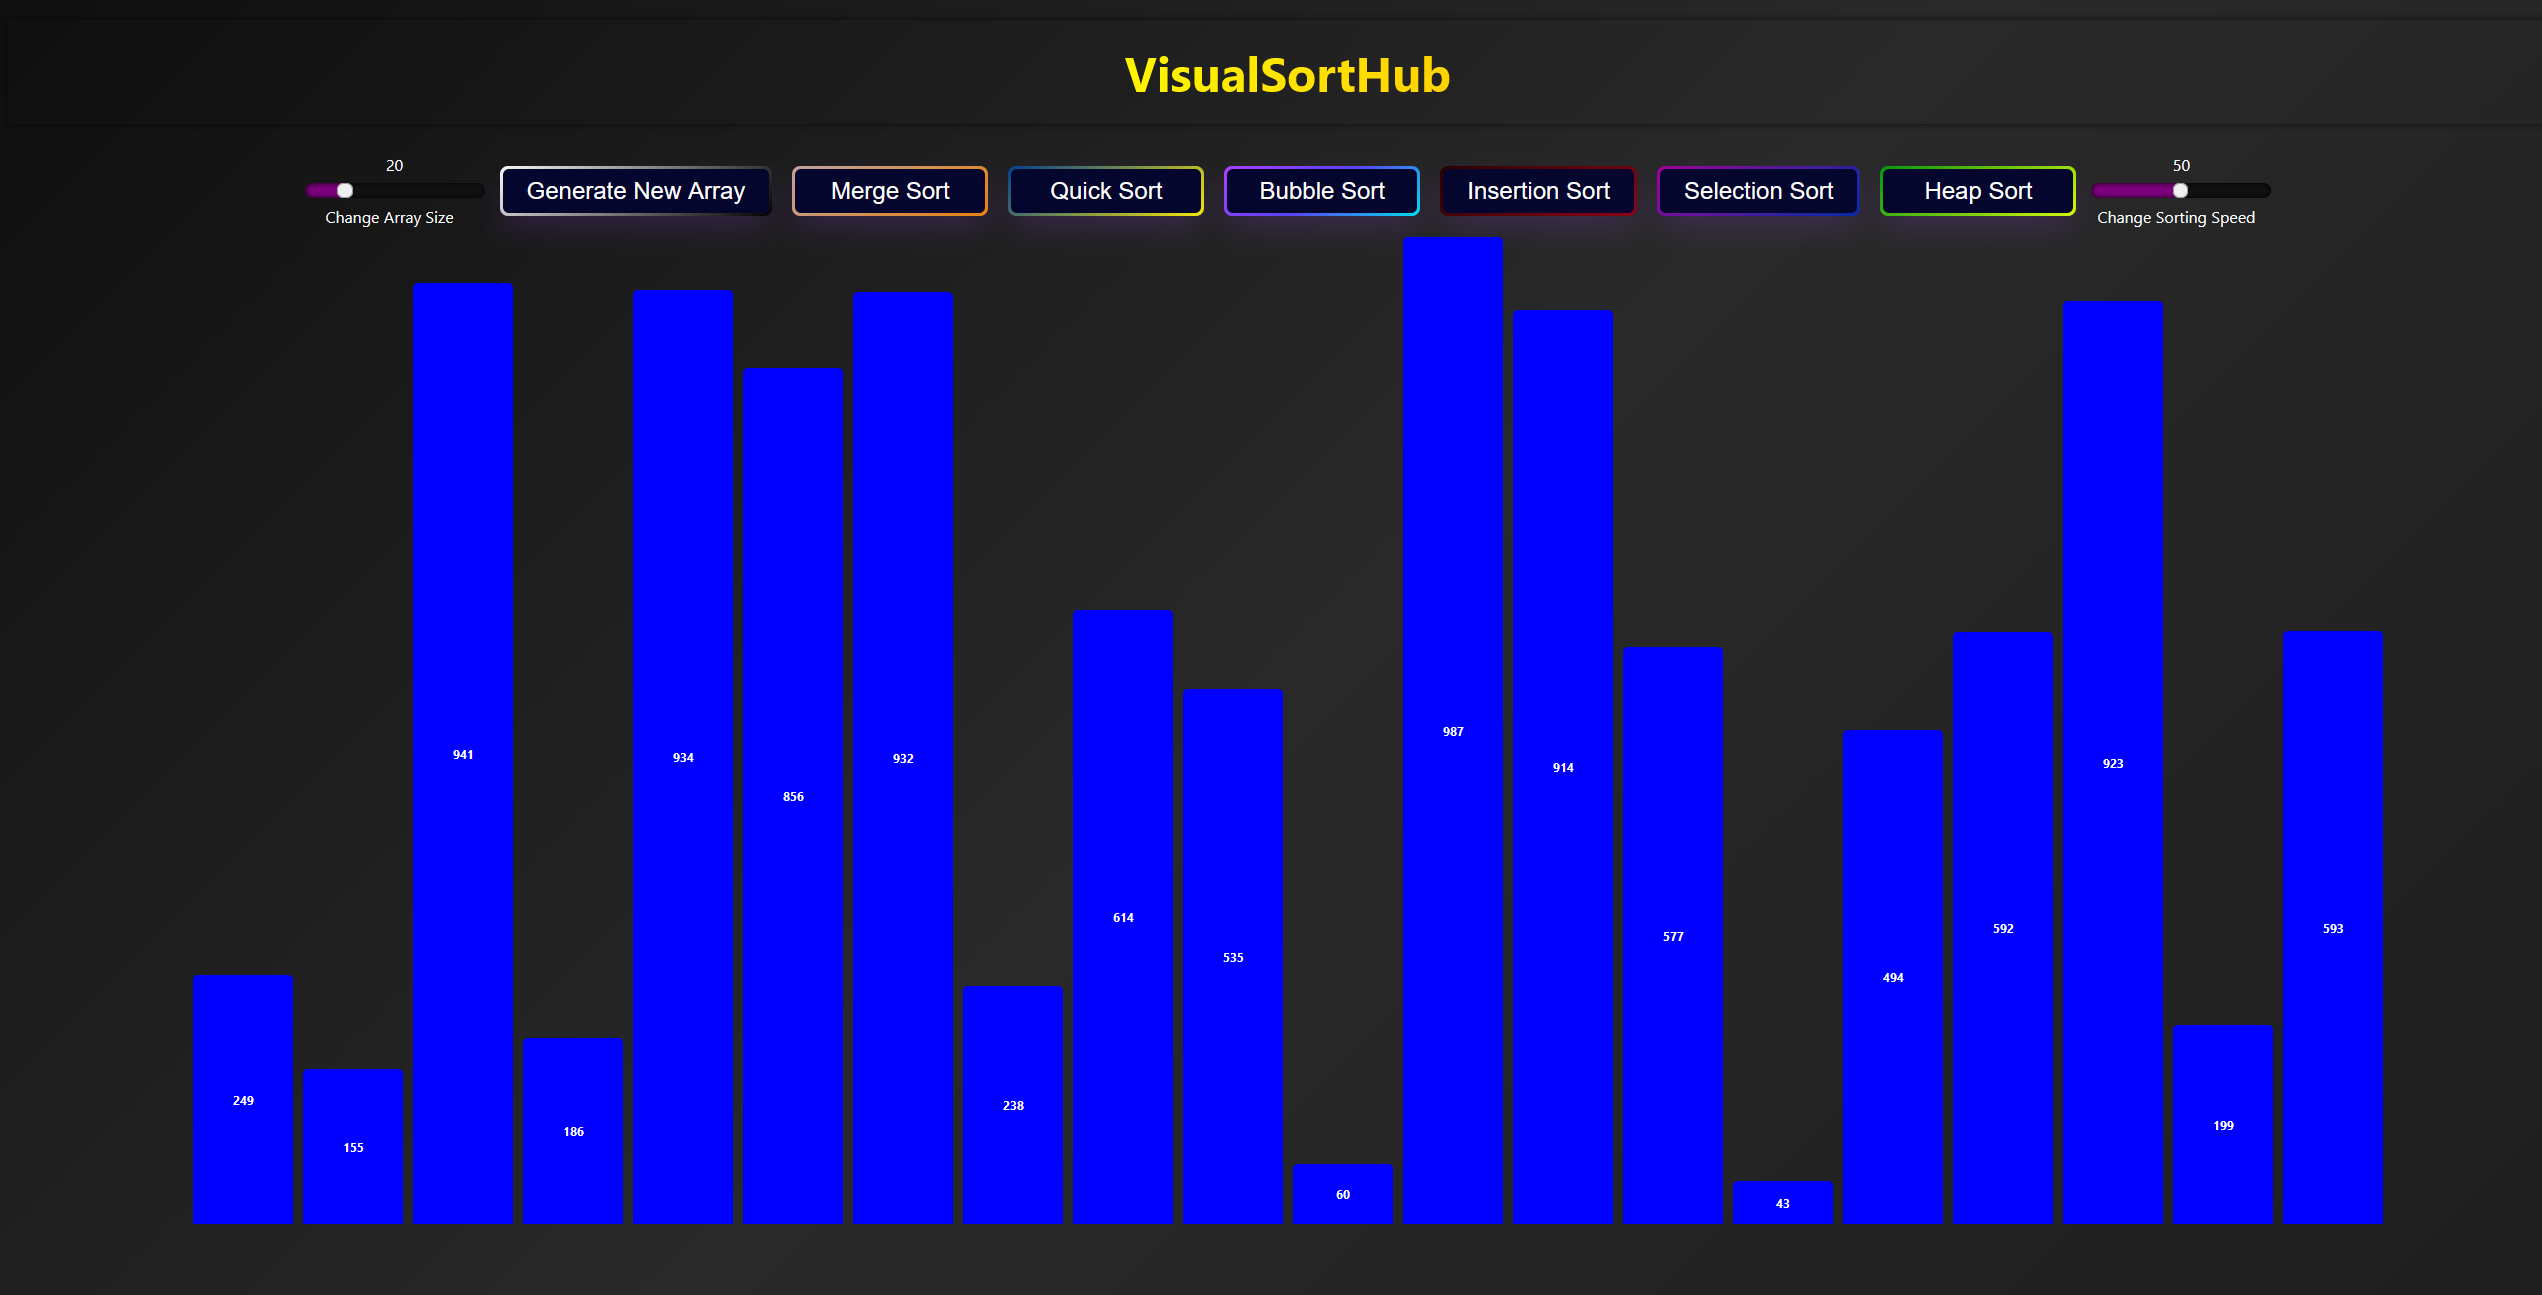 VisualSortHub
20
Change Array Size
Generate New Array
Merge Sort
Quick Sort
Bubble Sort
Insertion Sort
Selection Sort
Heap Sort
50
Change Sorting Speed
249
155
941
186
934
856
932
238
614
535
60
987
914
577
43
494
592
923
199
593